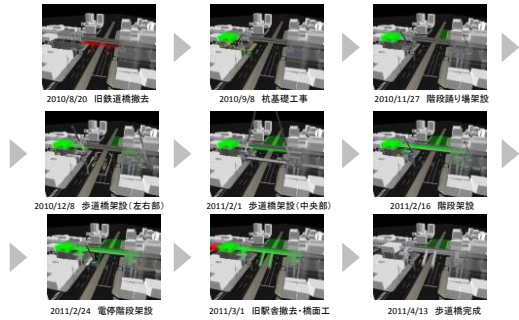 2010/8/20 旧鉄道橋撤去
2010/9/8 杭基礎工事
2010/11/27 階段踊り場架設
2010/12/8 歩道橋架設(左右部)
2011/2/1 歩道橋架設(中央部)
2011/2/16 階段架設
2011/2/24 電停階段架設
2011/3/1 旧駅舎撤去・橋面工
2011/4/13 歩道橋完成